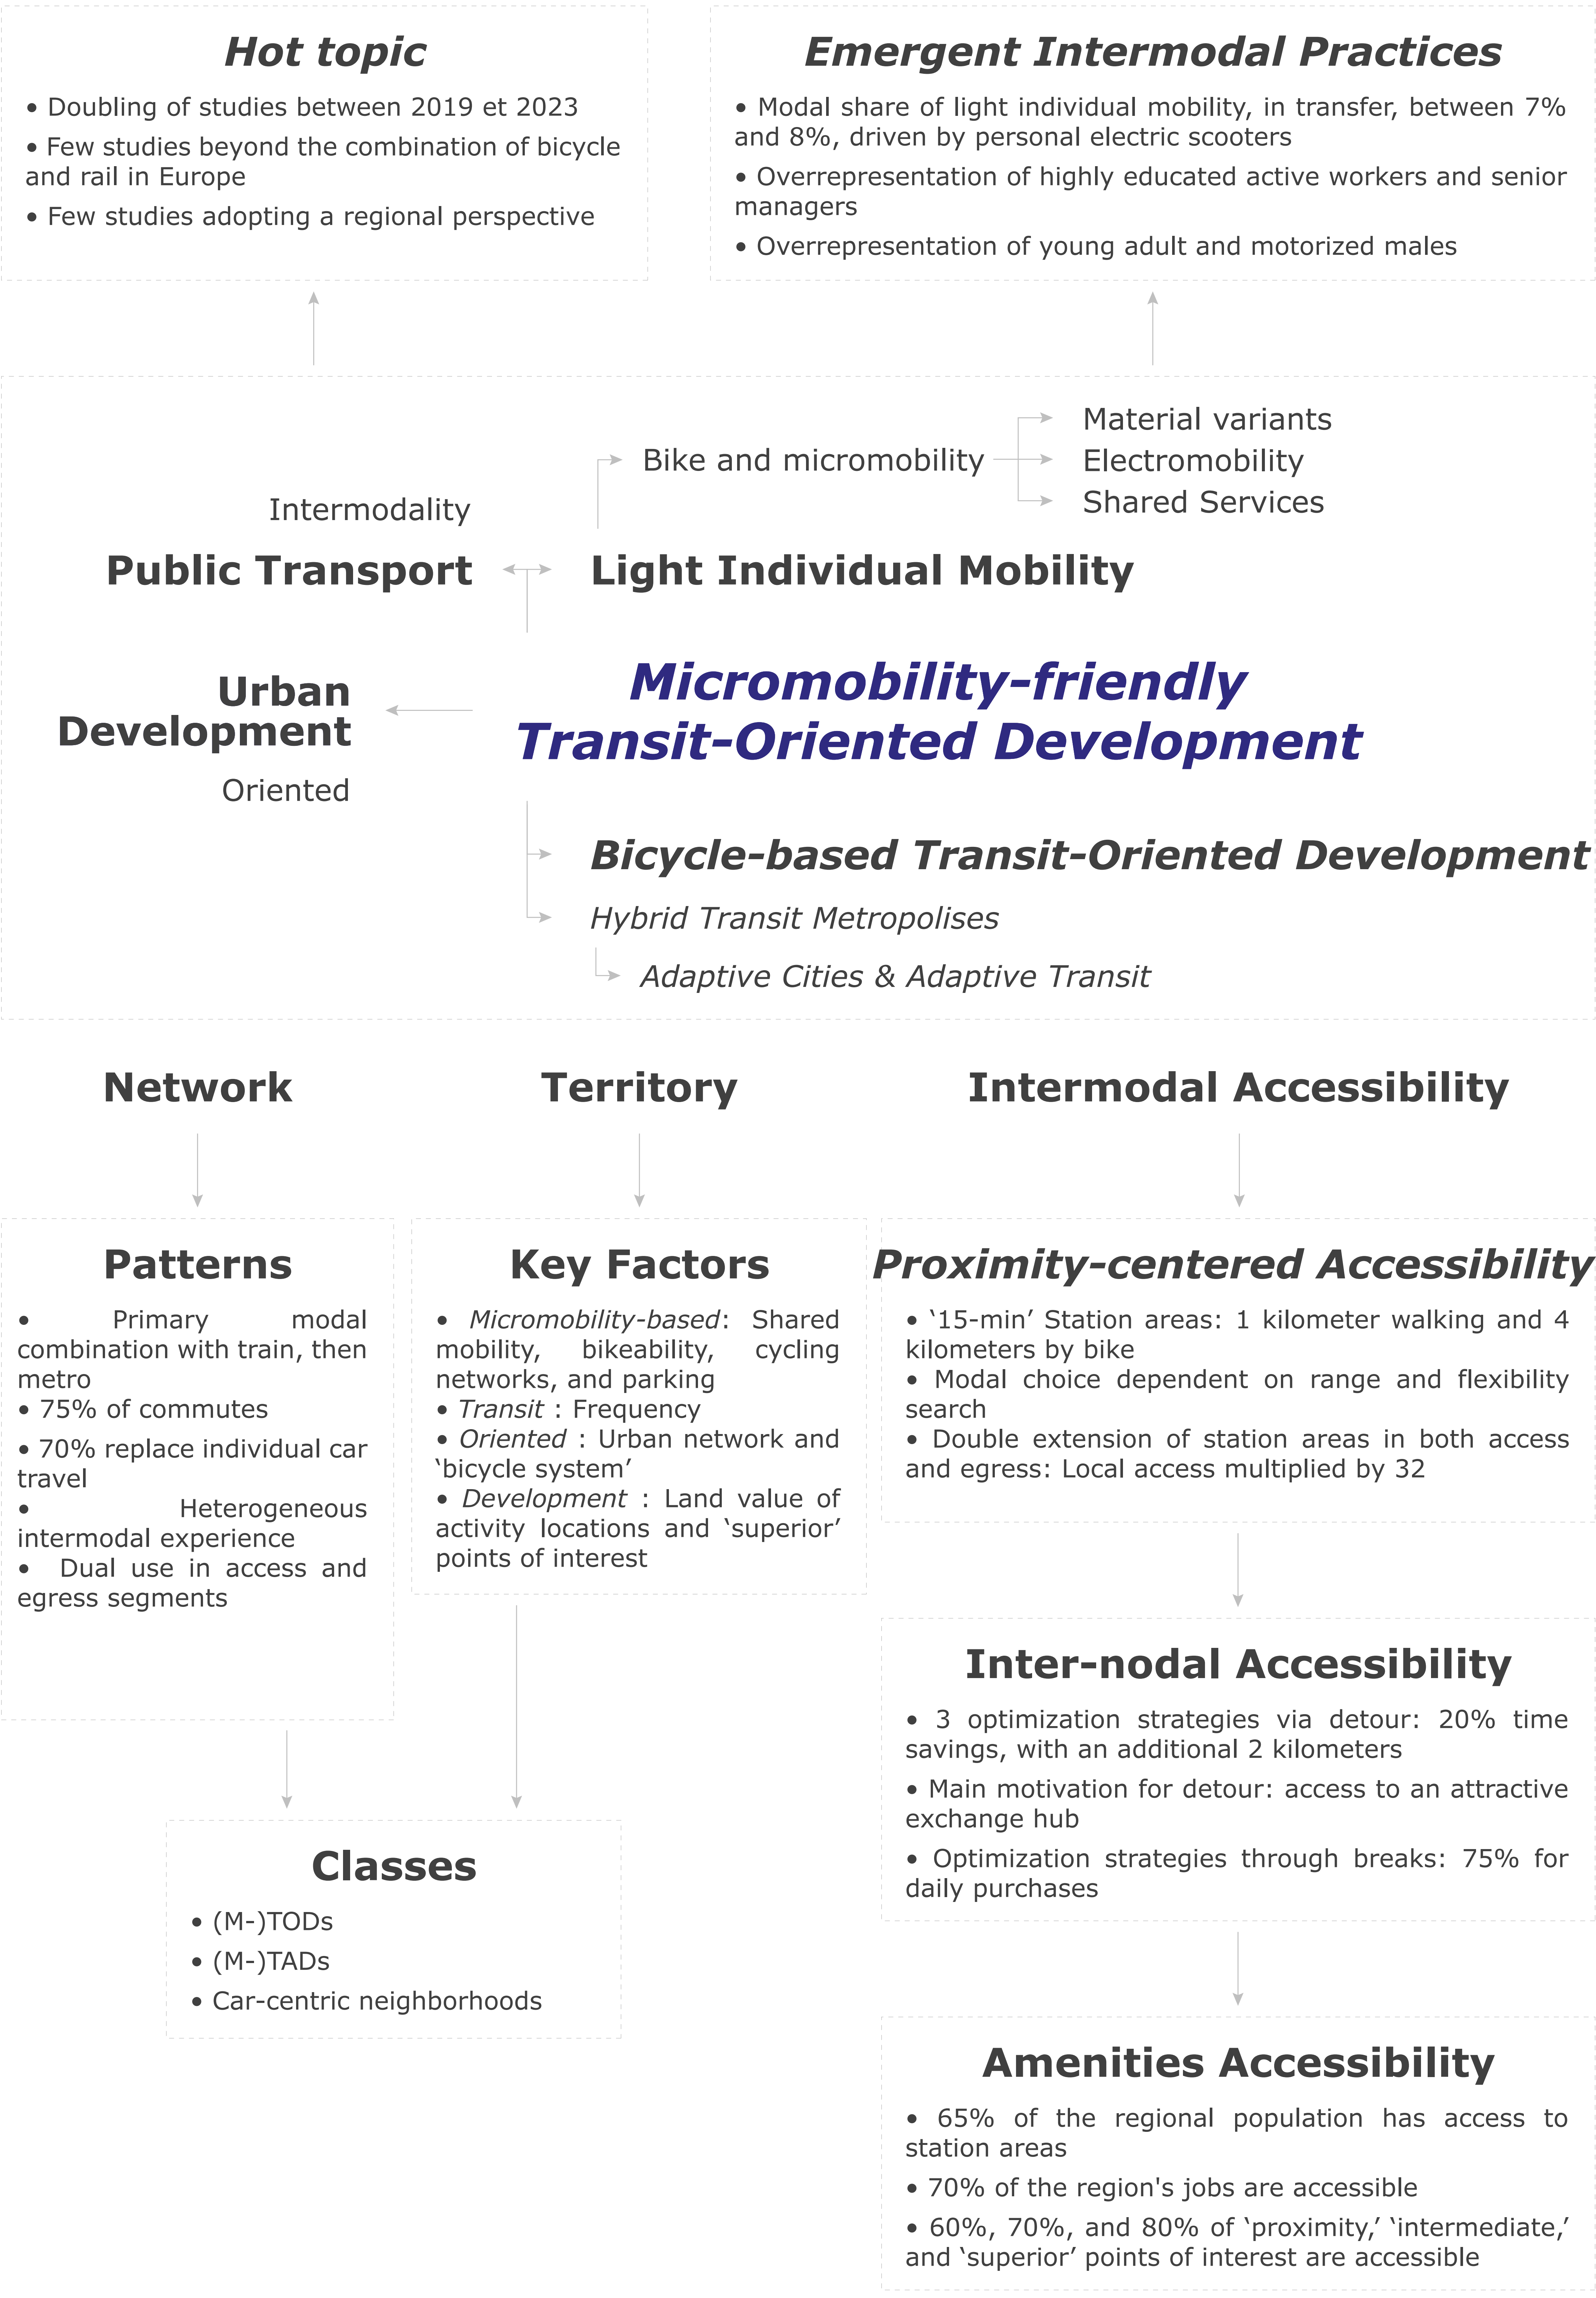 Hot topic
• Doubling of studies between 2019 et 2023
• Few studies beyond the combination of bicycle
and rail in Europe
• Few studies adopting a regional perspective
Emergent Intermodal Practices
• Modal share of light individual mobility, in transfer, between 7%
and 8%, driven by personal electric scooters
• Overrepresentation of highly educated active workers and senior
managers
• Overrepresentation of young adult and motorized males
Material variants
Bike and micromobility
Electromobility
Shared Services
Intermodality
Public Transport
Light Individual Mobility
Urban
Development
Oriented
Micromobility-friendly
Transit-Oriented Development
Bicycle-based Transit-Oriented Development
Hybrid Transit Metropolises
Adaptive Cities & Adaptive Transit
Network
Territory
Intermodal Accessibility
Patterns
• Primary modal
combination with train, then
metro
• 75% of commutes
• 70% replace individual car
travel
• Heterogeneous
intermodal experience
• Dual use in access and
egress segments
Key Factors
• Micromobility-based: Shared
mobility, bikeability, cycling
networks, and parking
• Transit : Frequency
• Oriented : Urban network and
‘bicycle system’
• Development : Land value of
activity locations and ‘superior’
points of interest
Proximity-centered Accessibility
• ‘15-min’ Station areas: 1 kilometer walking and 4
kilometers by bike
• Modal choice dependent on range and flexibility
search
• Double extension of station areas in both access
and egress: Local access multiplied by 32
Inter-nodal Accessibility
• 3 optimization strategies via detour: 20% time
savings, with an additional 2 kilometers
• Main motivation for detour: access to an attractive
exchange hub
• Optimization strategies through breaks: 75% for
daily purchases
Classes
• (M-)TODs
• (M-)TADs
• Car-centric neighborhoods
Amenities Accessibility
• 65% of the regional population has access to
station areas
• 70% of the region's jobs are accessible
• 60%, 70%, and 80% of ‘proximity,’ ‘intermediate,’
and ‘superior’ points of interest are accessible